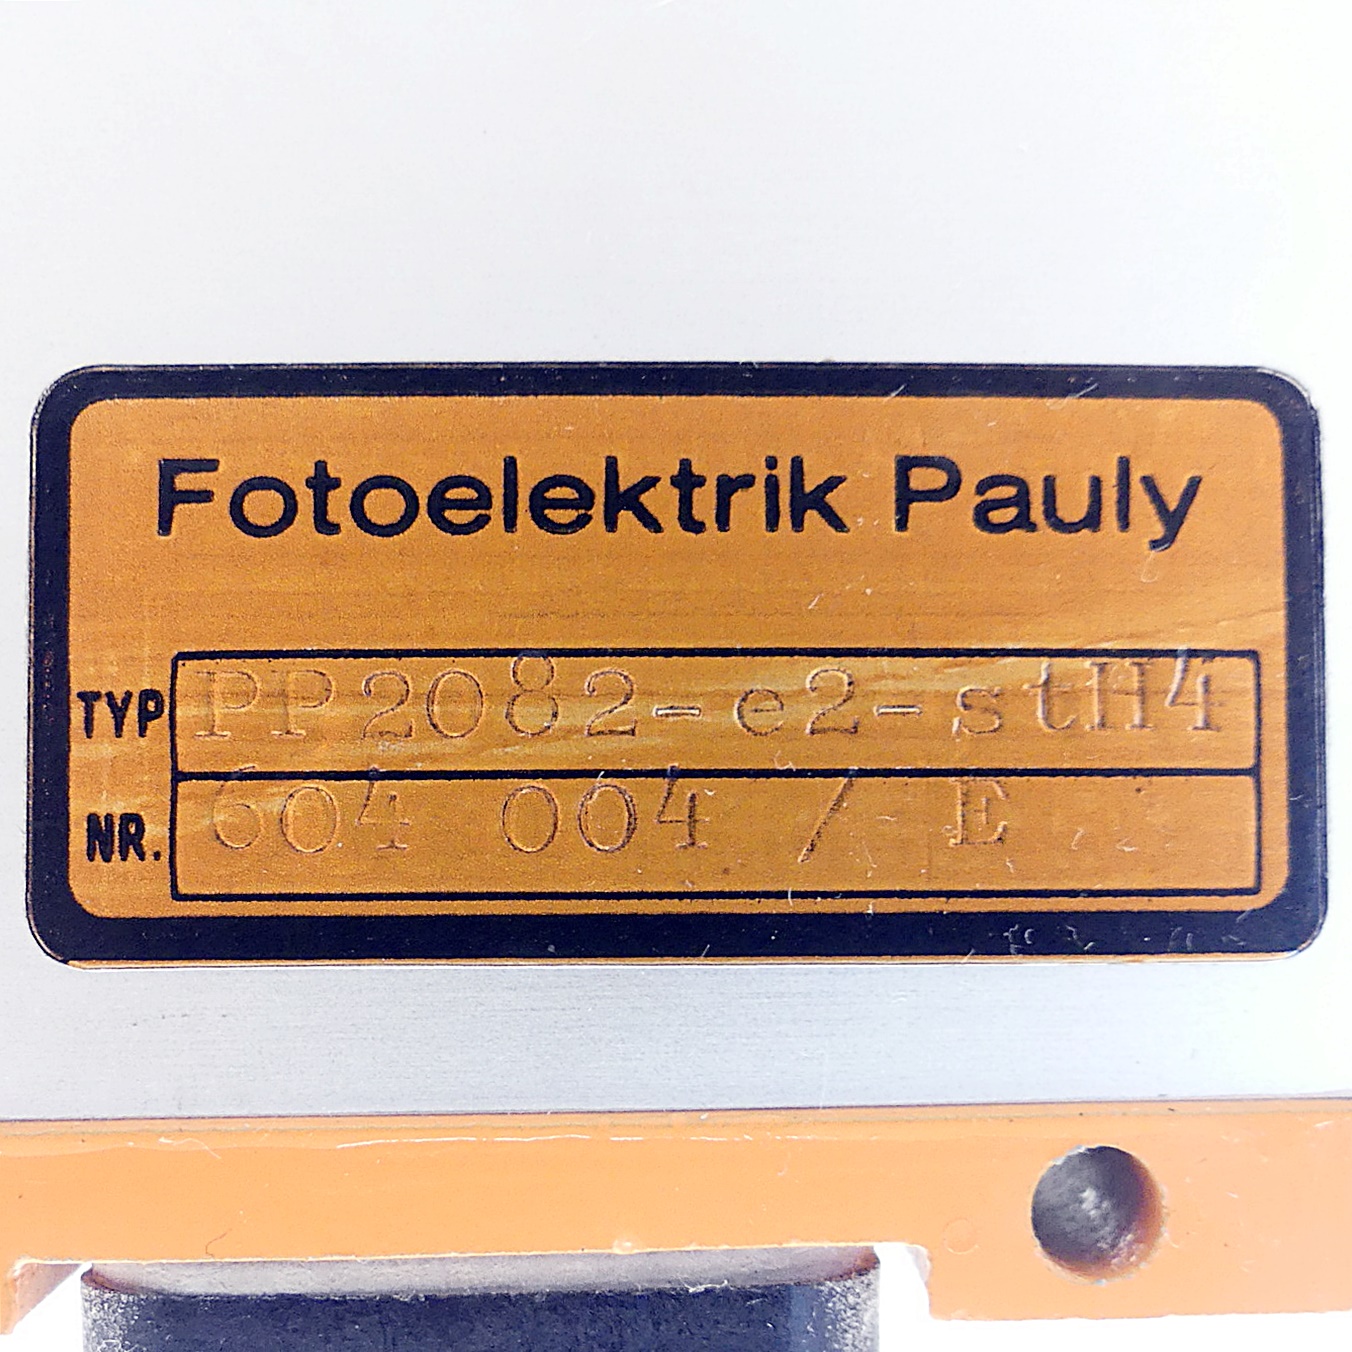 Fotoelektrik Pauly
TYP PP2082-e2-stH4
NR. 604 004 / E